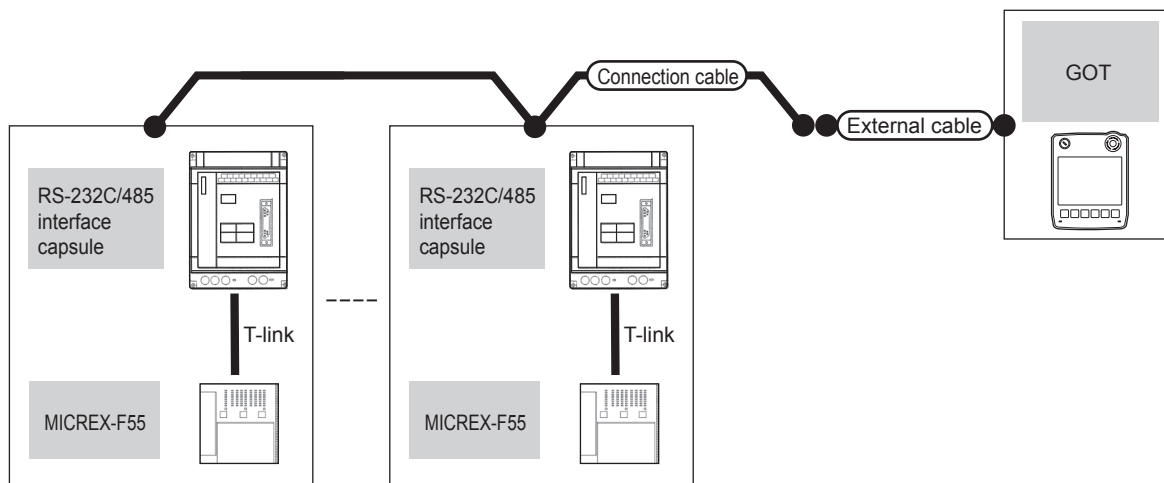 Connection cable
External cable
GOT
RS-232C/485
interface
capsule
T-link
MICREX-F55
RS-232C/485
interface
capsule
T-link
MICREX-F55